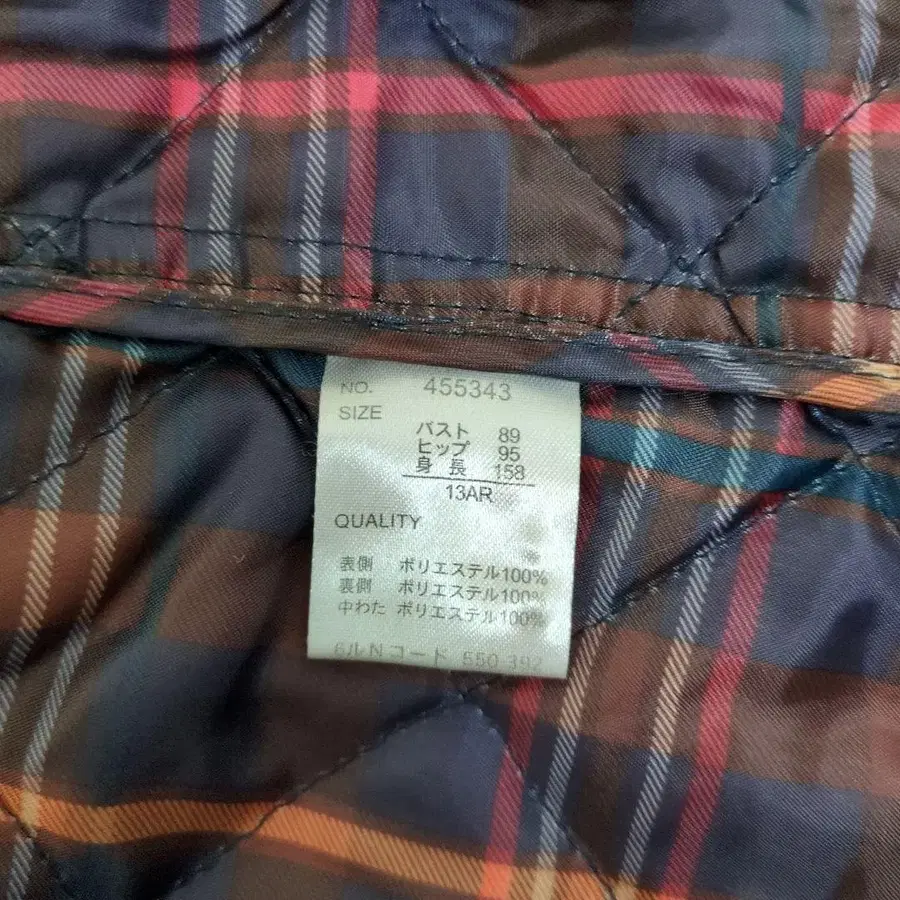 NO. 455343
SIZE
バスト 89
ヒップ 95
身長 158
13AR
QUALITY
表側 ポリエステル100%
裏側 ポリエステル100%
中わた ポリエステル100%
6ルNコート 550 392